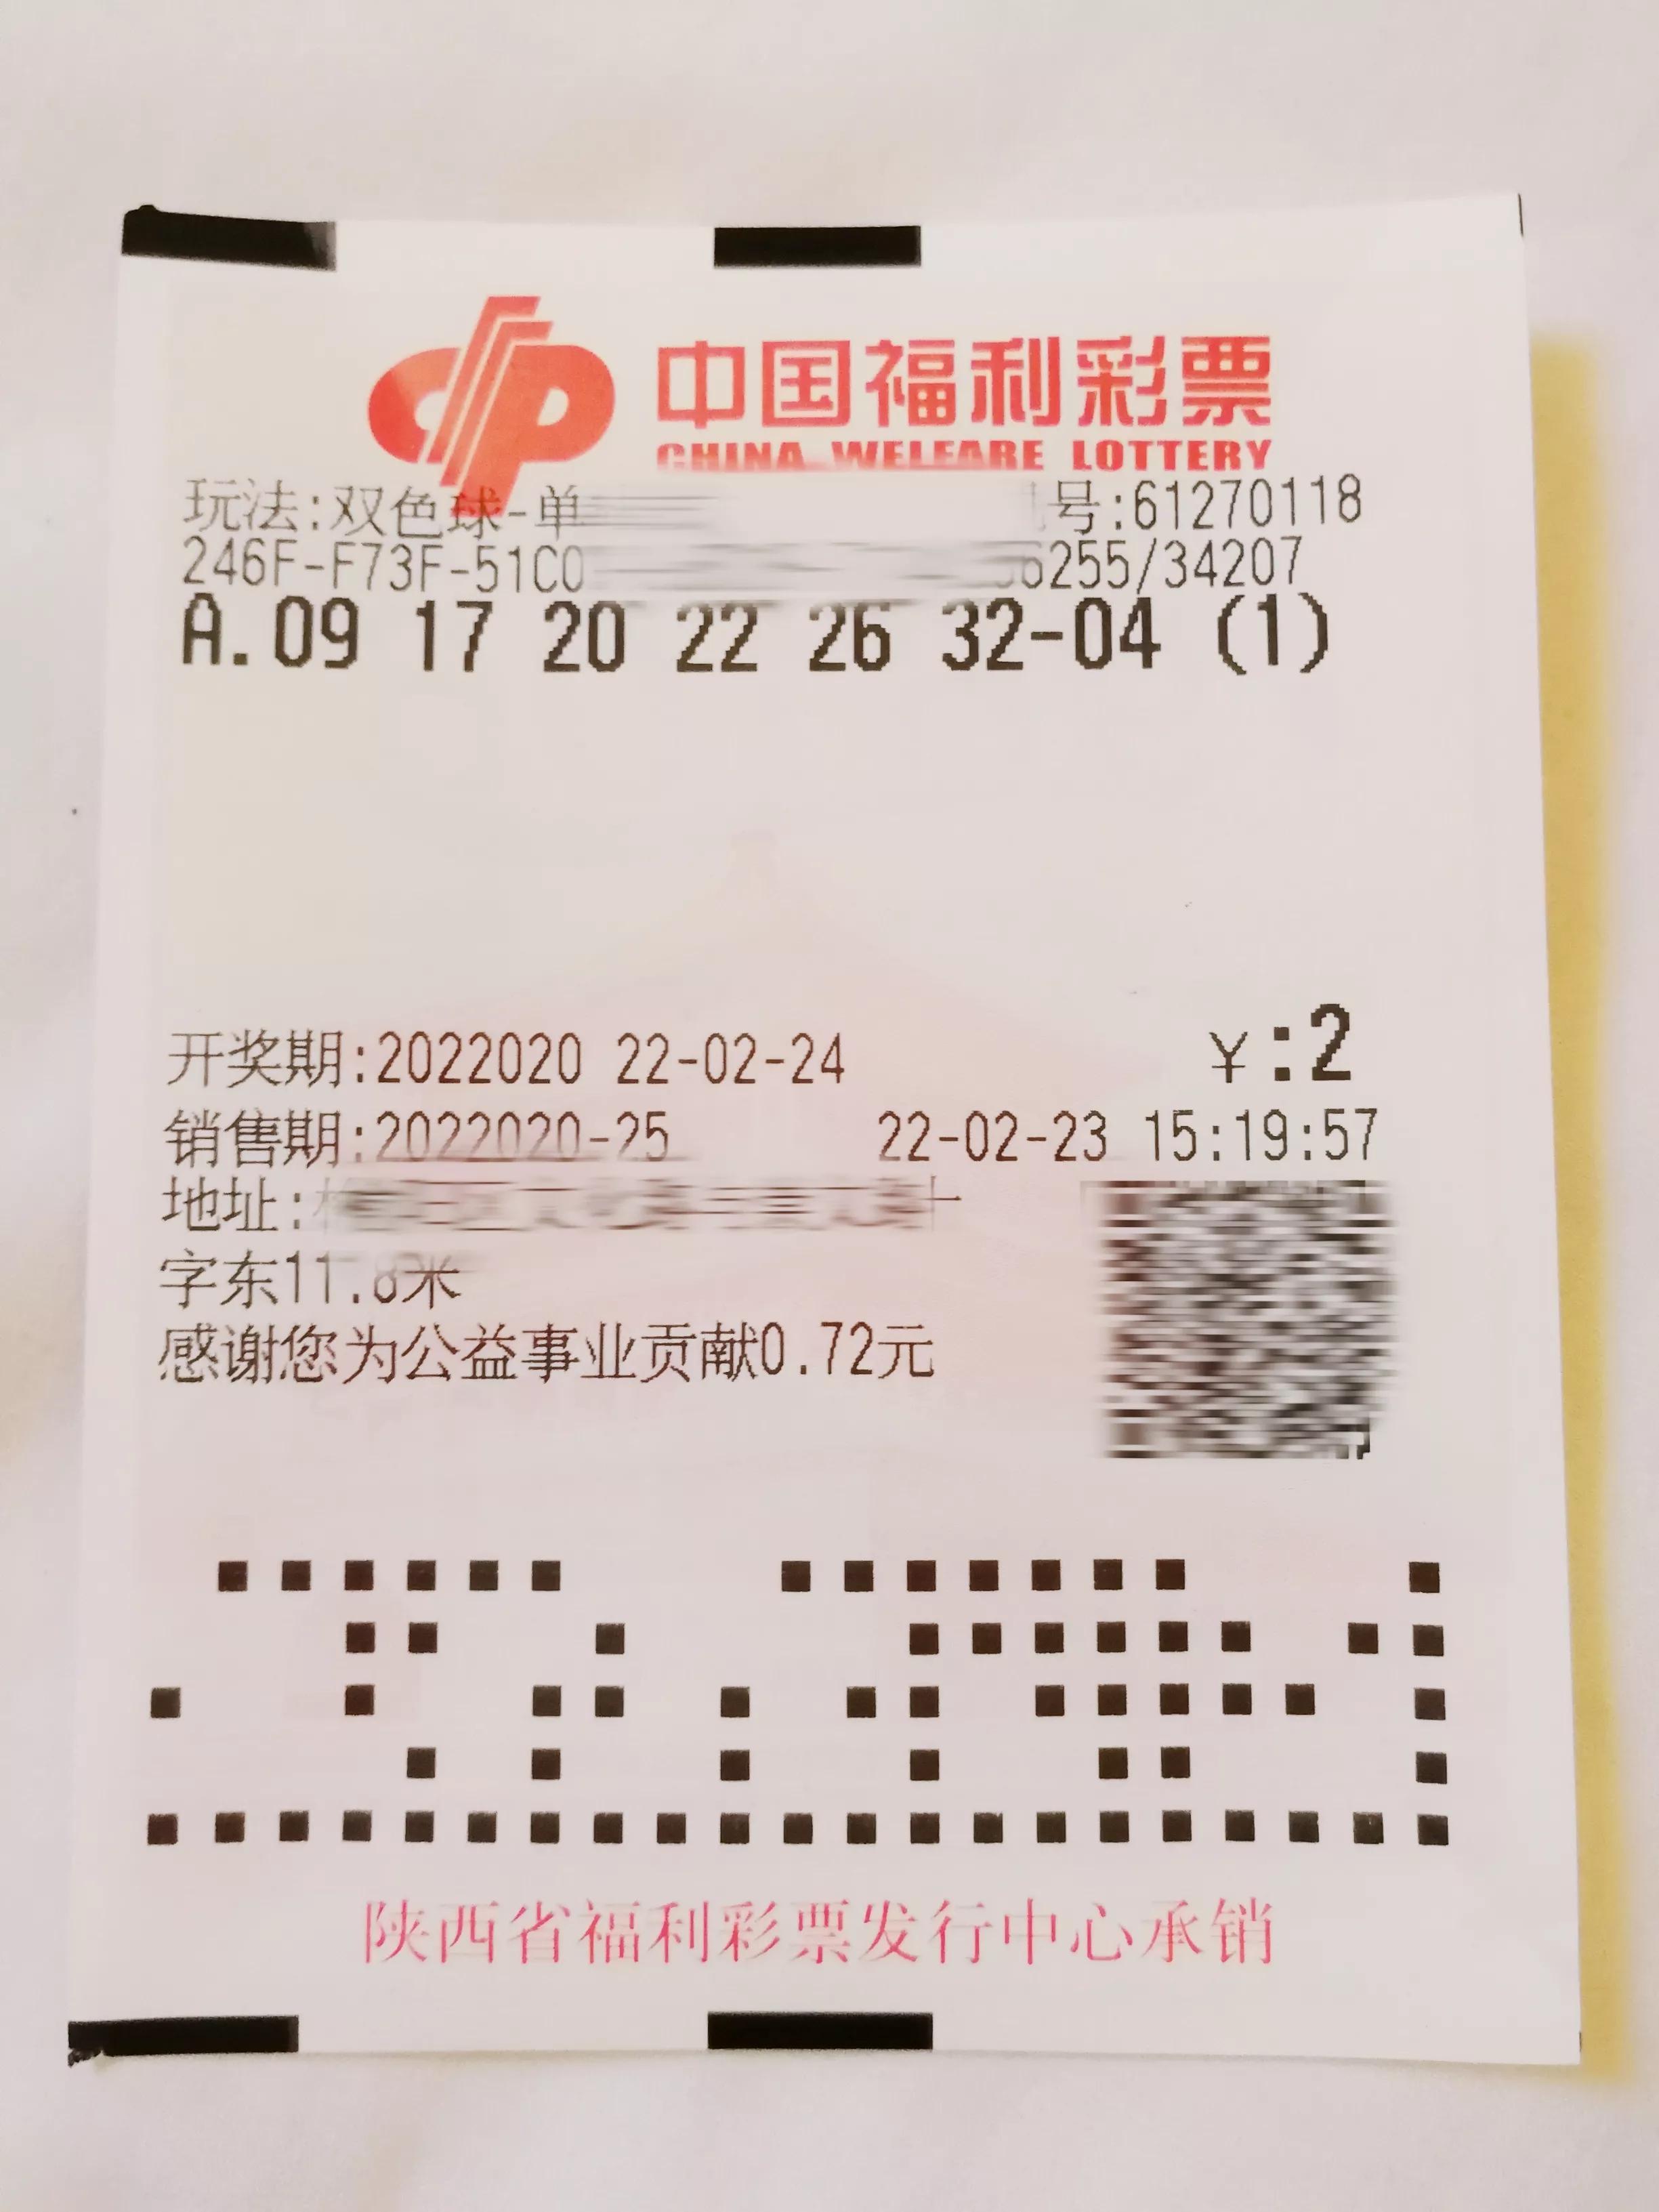 中国福利彩票
CHINA WELFARE LOTTERY
玩法:双色球-单 号:61270118
246F-F73F-51C0 6255/34207
A.09 17 20 22 26 32-04 (1)
开奖期:2022020 22-02-24 ¥:2
销售期:2022020-25 22-02-23 15:19:57
地址:
字东11.8米
感谢您为公益事业贡献0.72元
陕西省福利彩票发行中心承销